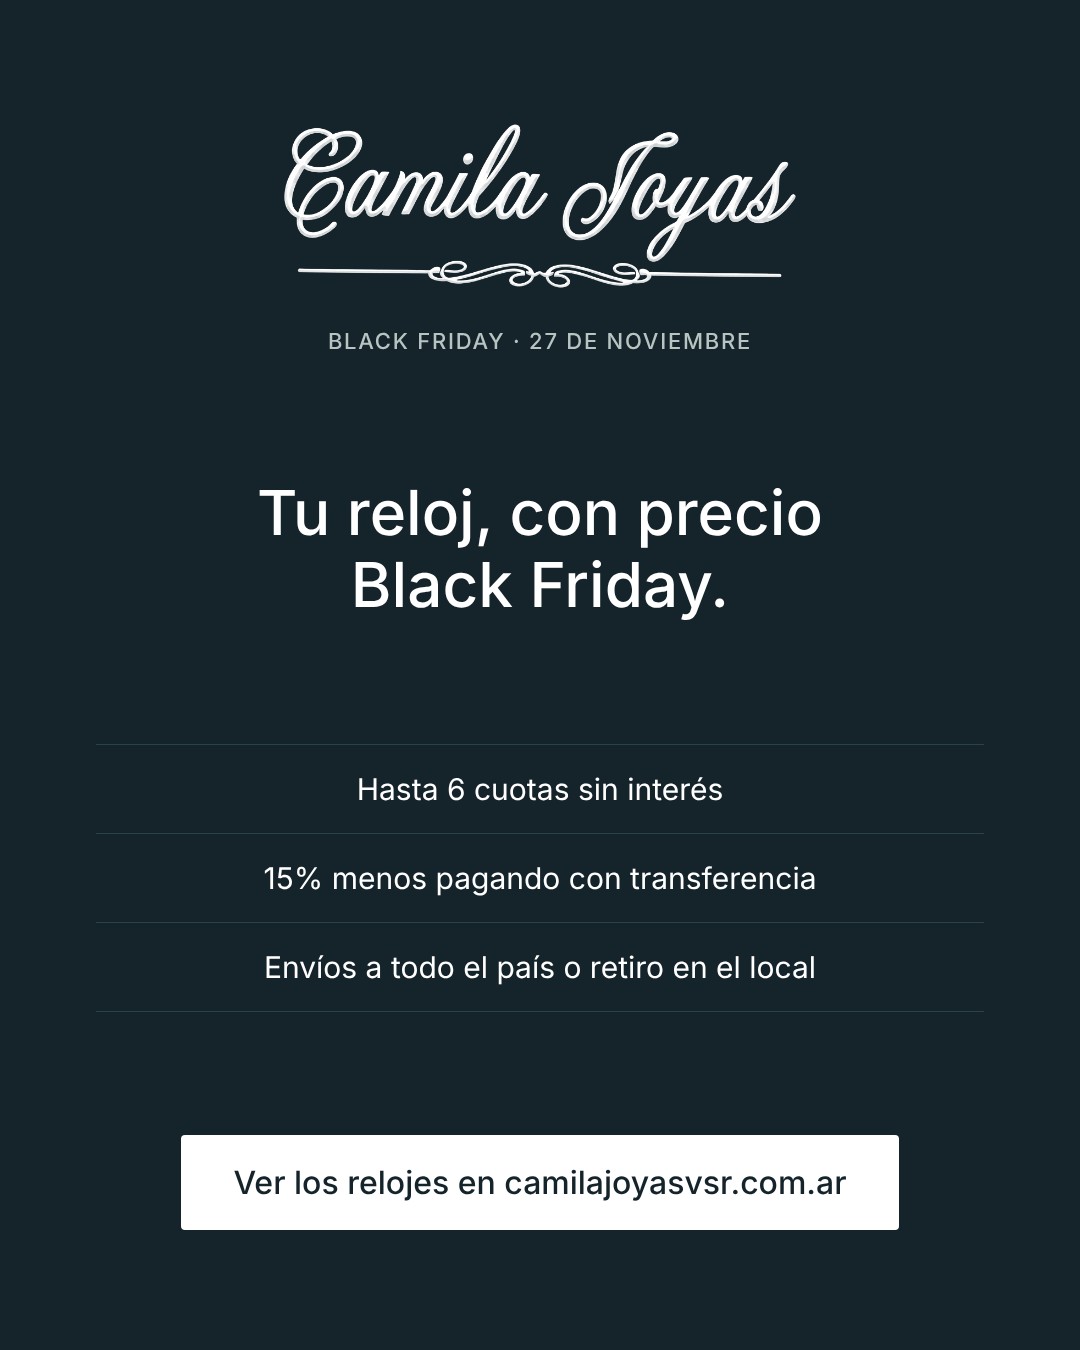 Camila Joyas
BLACK FRIDAY · 27 DE NOVIEMBRE
Tu reloj, con precio
Black Friday.
Hasta 6 cuotas sin interés
15% menos pagando con transferencia
Envíos a todo el país o retiro en el local
Ver los relojes en camilajoyasvsr.com.ar